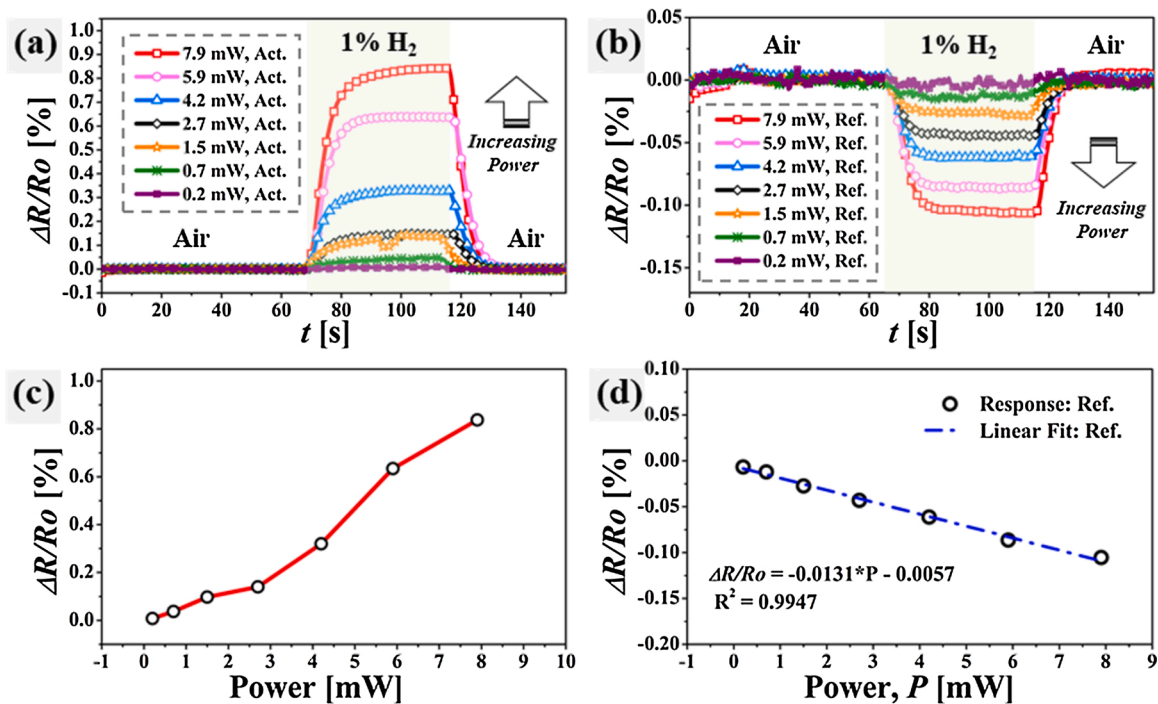 (a)
1% H2
7.9 mW, Act.
5.9 mW, Act.
4.2 mW, Act.
2.7 mW, Act.
1.5 mW, Act.
0.7 mW, Act.
0.2 mW, Act.
Increasing
Power
Air
Air
1.0
0.9
0.8
0.7
0.6
0.5
0.4
0.3
0.2
0.1
0.0
-0.1
ΔR/Ro [%]
0 20 40 60 80 100 120 140
t [s]
(b)
Air
1% H2
Air
7.9 mW, Ref.
5.9 mW, Ref.
4.2 mW, Ref.
2.7 mW, Ref.
1.5 mW, Ref.
0.7 mW, Ref.
0.2 mW, Ref.
Increasing
Power
0.05
0.00
-0.05
-0.10
-0.15
ΔR/Ro [%]
0 20 40 60 80 100 120 140
t [s]
(c)
1.0
0.8
0.6
0.4
0.2
0.0
ΔR/Ro [%]
-1 0 1 2 3 4 5 6 7 8 9 10
Power [mW]
(d)
Response: Ref.
Linear Fit: Ref.
0.10
0.05
0.00
-0.05
-0.10
-0.15
-0.20
ΔR/Ro [%]
ΔR/Ro = -0.0131*P - 0.0057
R² = 0.9947
-1 0 1 2 3 4 5 6 7 8 9
Power, P [mW]